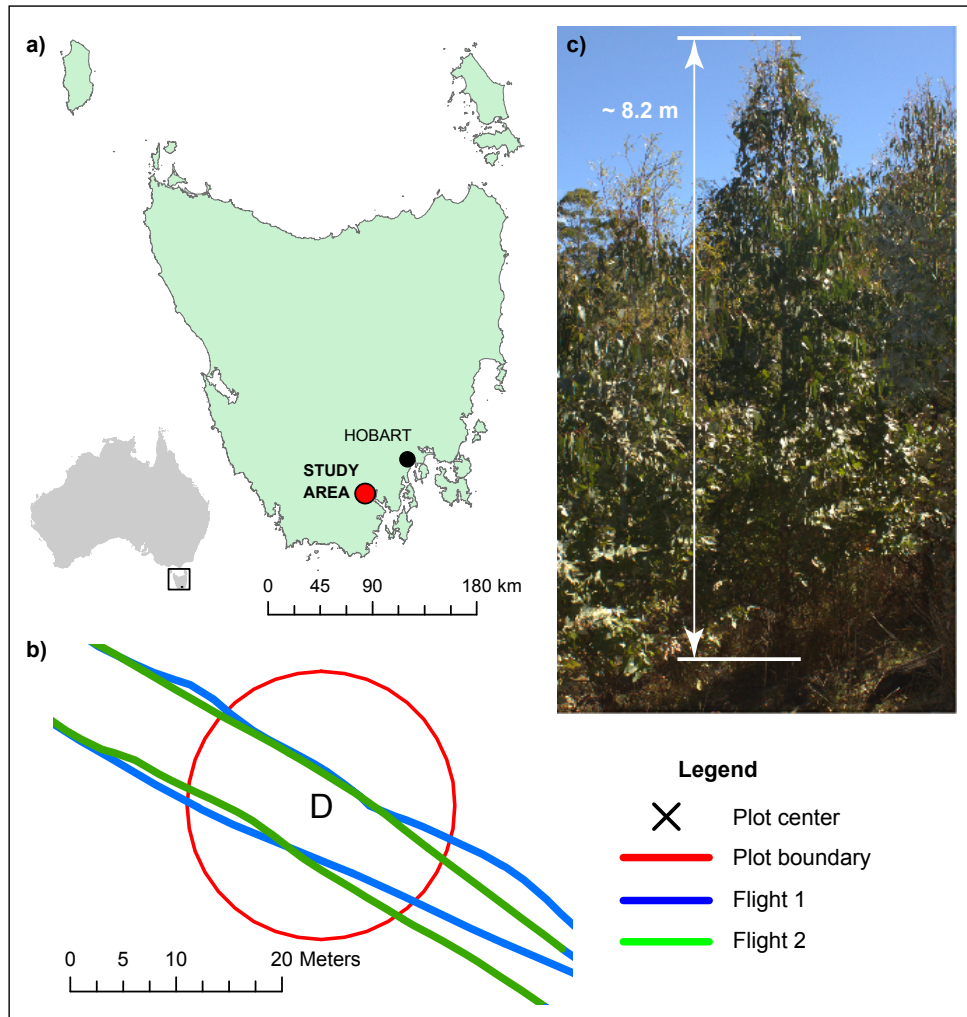 a)
HOBART
STUDY
AREA
0 45 90 180 km
b)
D
0 5 10 20 Meters
c)
~ 8.2 m
Legend
Plot center
Plot boundary
Flight 1
Flight 2